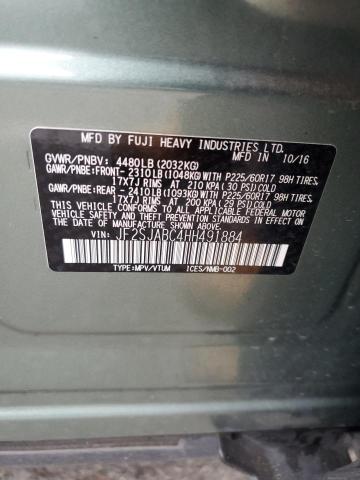 MFD BY FUJI HEAVY INDUSTRIES LTD.
IN 10/16
GVWR/PNBV: 4480LB (2032KG)
GAWR/PNBE:FRONT-2310LB (1048KG) WITH P225/60R17 98H TIRES,
17X7J RIMS AT 210 KPA (30 PSI) COLD
GAWR/PNBE:REAR -2410LB (1093KG) WITH P225/60R17 98H TIRES,
17X7J RIMS AT 200 KPA (29 PSI) COLD
THIS VEHICLE CONFORMS TO ALL APPLICABLE FEDERAL MOTOR
VEHICLE SAFETY, BUMPER, AND THEFT PREVENTION STANDARDS IN EFFECT ON
THE DATE OF MANUFACTURE SHOWN ABOVE.
VIN: JF2SJABC4HH491884
TYPE:MPV/VTUM ICES/NMB-002